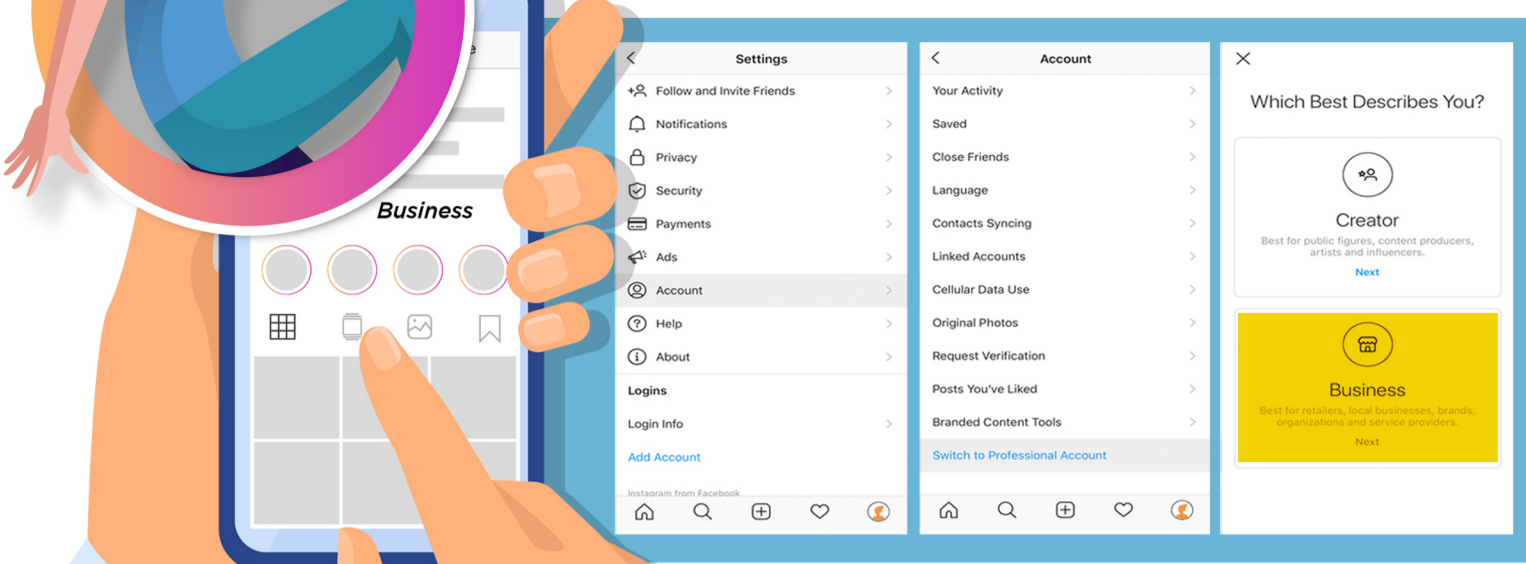 Business
Settings
Follow and Invite Friends
Notifications
Privacy
Security
Payments
Ads
Account
Help
About
Logins
Login Info
Add Account
Instagram from Facebook
Account
Your Activity
Saved
Close Friends
Language
Contacts Syncing
Linked Accounts
Cellular Data Use
Original Photos
Request Verification
Posts You've Liked
Branded Content Tools
Switch to Professional Account
Which Best Describes You?
Creator
Best for public figures, content producers,
artists and influencers.
Next
Business
Best for retailers, local businesses, brands,
organizations and service providers.
Next